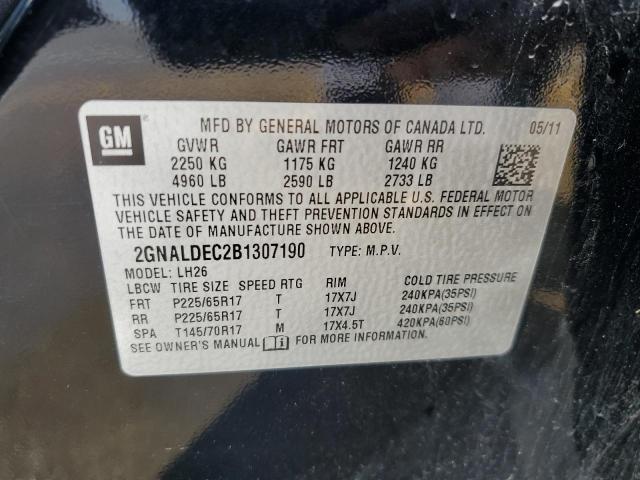 GM
MFD BY GENERAL MOTORS OF CANADA LTD. 05/11
GVWR GAWR FRT GAWR RR
2250 KG 1175 KG 1240 KG
4960 LB 2590 LB 2733 LB
THIS VEHICLE CONFORMS TO ALL APPLICABLE U.S. FEDERAL MOTOR
VEHICLE SAFETY AND THEFT PREVENTION STANDARDS IN EFFECT ON
THE DATE OF MANUFACTURE SHOWN ABOVE.
2GNALDEC2B1307190 TYPE: M.P.V.
MODEL: LH26
LBCW TIRE SIZE SPEED RTG RIM COLD TIRE PRESSURE
FRT P225/65R17 T 17X7J 240KPA(35PSI)
RR P225/65R17 T 17X7J 240KPA(35PSI)
SPA T145/70R17 M 17X4.5T 420KPA(60PSI)
SEE OWNER'S MANUAL FOR MORE INFORMATION.